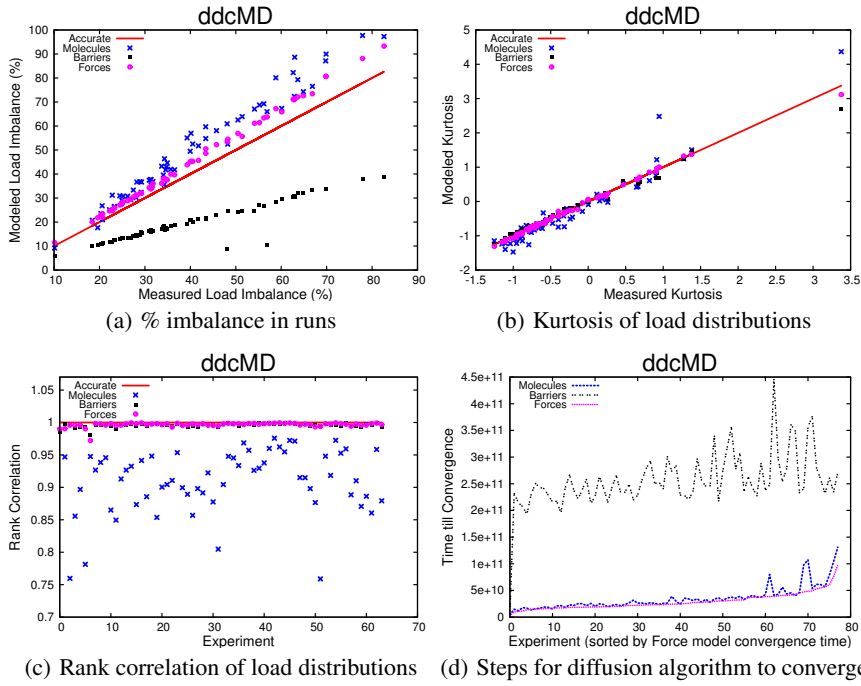 ddcMD
Accurate
Molecules
Barriers
Forces
Modeled Load Imbalance (%)
100
90
80
70
60
50
40
30
20
10
0
10 20 30 40 50 60 70 80 90
Measured Load Imbalance (%)
(a) % imbalance in runs
ddcMD
Accurate
Molecules
Barriers
Forces
Modeled Kurtosis
5
4
3
2
1
0
-1
-2
-1.5 -1 -0.5 0 0.5 1 1.5 2 2.5 3 3.5
Measured Kurtosis
(b) Kurtosis of load distributions
ddcMD
Accurate
Molecules
Barriers
Forces
Rank Correlation
1.05
1
0.95
0.9
0.85
0.8
0.75
0.7
0 10 20 30 40 50 60 70
Experiment
(c) Rank correlation of load distributions
ddcMD
Molecules
Barriers
Forces
Time till Convergence
4.5e+11
4e+11
3.5e+11
3e+11
2.5e+11
2e+11
1.5e+11
1e+11
5e+10
0
0 10 20 30 40 50 60 70 80
Experiment (sorted by Force model convergence time)
(d) Steps for diffusion algorithm to converge